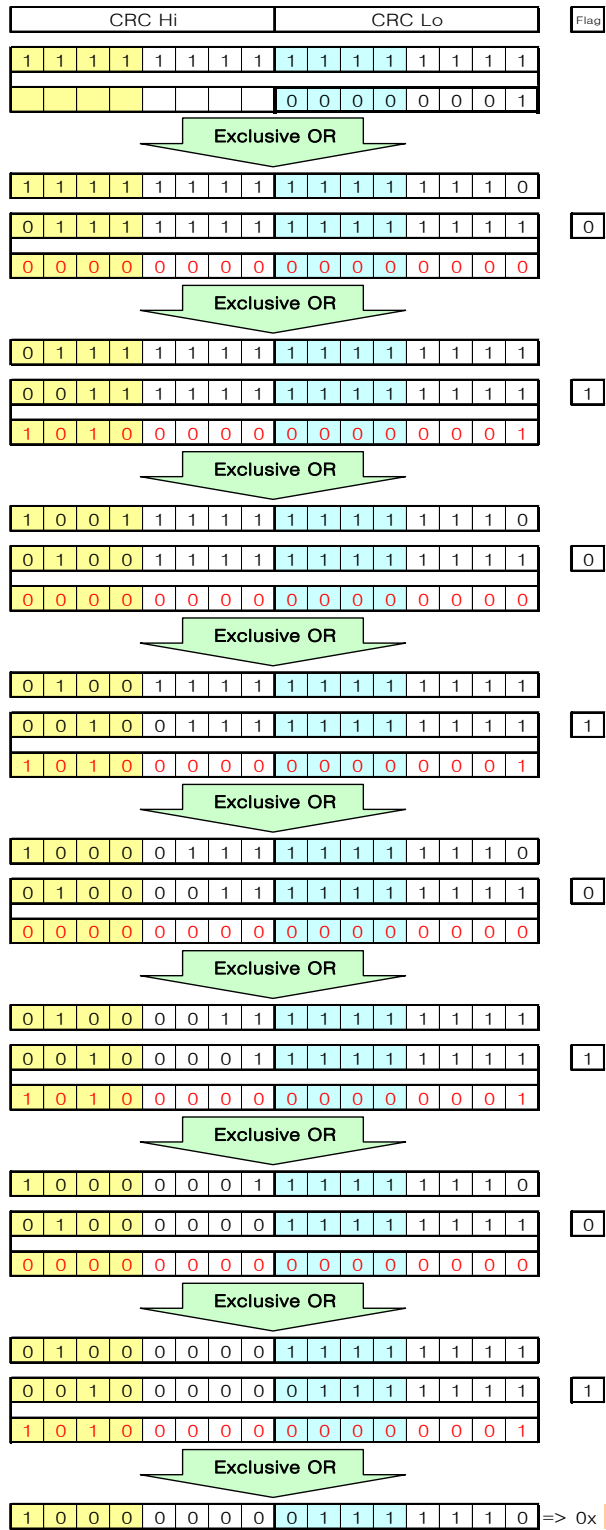 CRC Hi CRC Lo Flag
1 1 1 1 1 1 1 1 1 1 1 1 1 1 1 1
0 0 0 0 0 0 0 1
Exclusive OR
1 1 1 1 1 1 1 1 1 1 1 1 1 1 1 0
0 1 1 1 1 1 1 1 1 1 1 1 1 1 1 1 0
0 0 0 0 0 0 0 0 0 0 0 0 0 0 0 0
Exclusive OR
0 1 1 1 1 1 1 1 1 1 1 1 1 1 1 1
0 0 1 1 1 1 1 1 1 1 1 1 1 1 1 1 1
1 0 1 0 0 0 0 0 0 0 0 0 0 0 0 1
Exclusive OR
1 0 0 1 1 1 1 1 1 1 1 1 1 1 1 0
0 1 0 0 1 1 1 1 1 1 1 1 1 1 1 1 0
0 0 0 0 0 0 0 0 0 0 0 0 0 0 0 0
Exclusive OR
0 1 0 0 1 1 1 1 1 1 1 1 1 1 1 1
0 0 1 0 0 1 1 1 1 1 1 1 1 1 1 1 1
1 0 1 0 0 0 0 0 0 0 0 0 0 0 0 1
Exclusive OR
1 0 0 0 0 1 1 1 1 1 1 1 1 1 1 0
0 1 0 0 0 0 1 1 1 1 1 1 1 1 1 1 0
0 0 0 0 0 0 0 0 0 0 0 0 0 0 0 0
Exclusive OR
0 1 0 0 0 0 1 1 1 1 1 1 1 1 1 1
0 0 1 0 0 0 0 1 1 1 1 1 1 1 1 1 1
1 0 1 0 0 0 0 0 0 0 0 0 0 0 0 1
Exclusive OR
1 0 0 0 0 0 0 1 1 1 1 1 1 1 1 0
0 1 0 0 0 0 0 0 1 1 1 1 1 1 1 1 0
0 0 0 0 0 0 0 0 0 0 0 0 0 0 0 0
Exclusive OR
0 1 0 0 0 0 0 0 1 1 1 1 1 1 1 1
0 0 1 0 0 0 0 0 0 1 1 1 1 1 1 1 1
1 0 1 0 0 0 0 0 0 0 0 0 0 0 0 1
Exclusive OR
1 0 0 0 0 0 0 0 0 1 1 1 1 1 1 0 => 0x